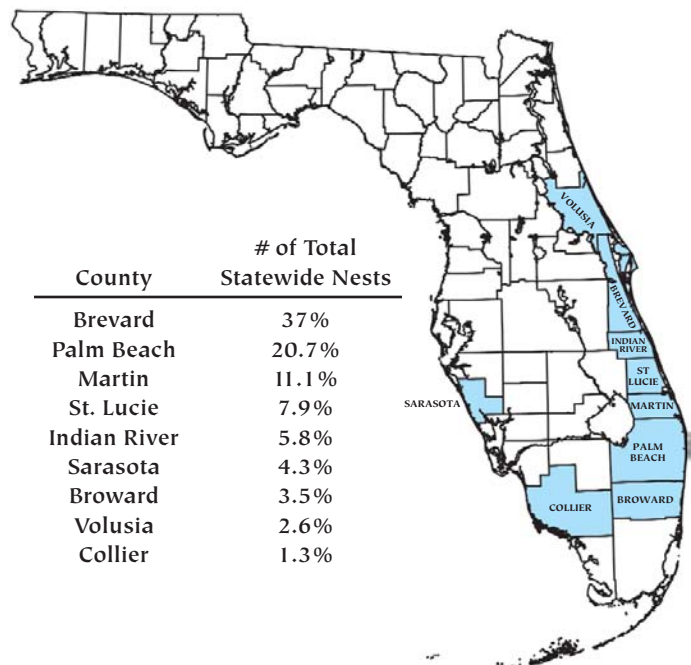 # of Total
County Statewide Nests
Brevard 37%
Palm Beach 20.7%
Martin 11.1%
St. Lucie 7.9%
Indian River 5.8%
Sarasota 4.3%
Broward 3.5%
Volusia 2.6%
Collier 1.3%
VOLUSIA
BREVARD
INDIAN
RIVER
ST
LUCIE
SARASOTA
MARTIN
PALM
BEACH
COLLIER
BROWARD